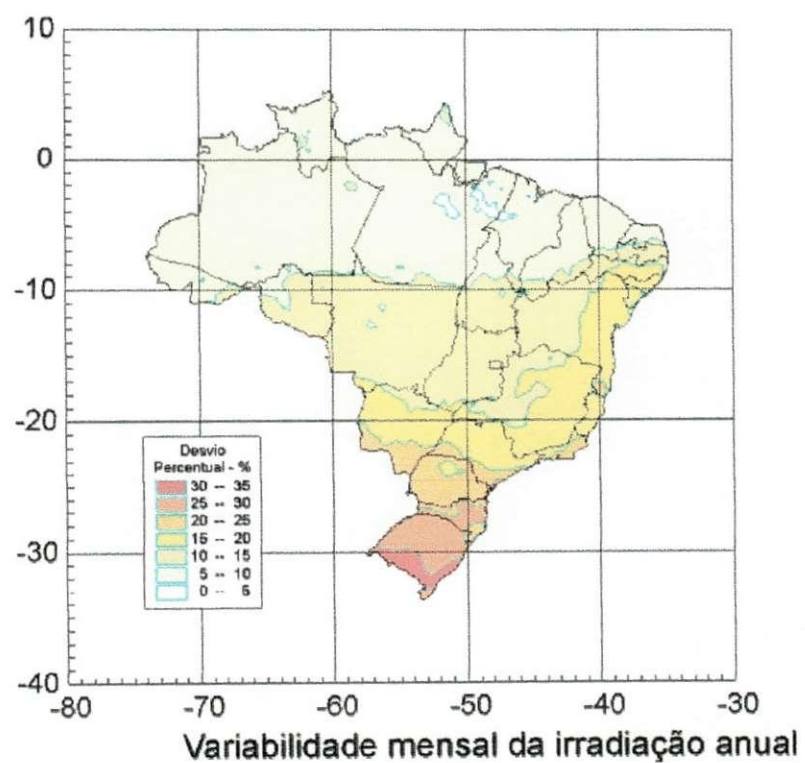 10
0
-10
-20
-30
-40
-80 -70 -60 -50 -40 -30
Desvio
Percentual - %
30 -- 35
25 -- 30
20 -- 25
15 -- 20
10 -- 15
5 -- 10
0 -- 5
Variabilidade mensal da irradiação anual